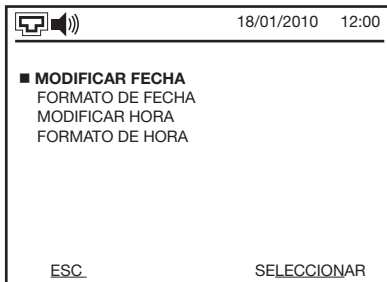 18/01/2010 12:00
MODIFICAR FECHA
FORMATO DE FECHA
MODIFICAR HORA
FORMATO DE HORA
ESC SELECCIONAR